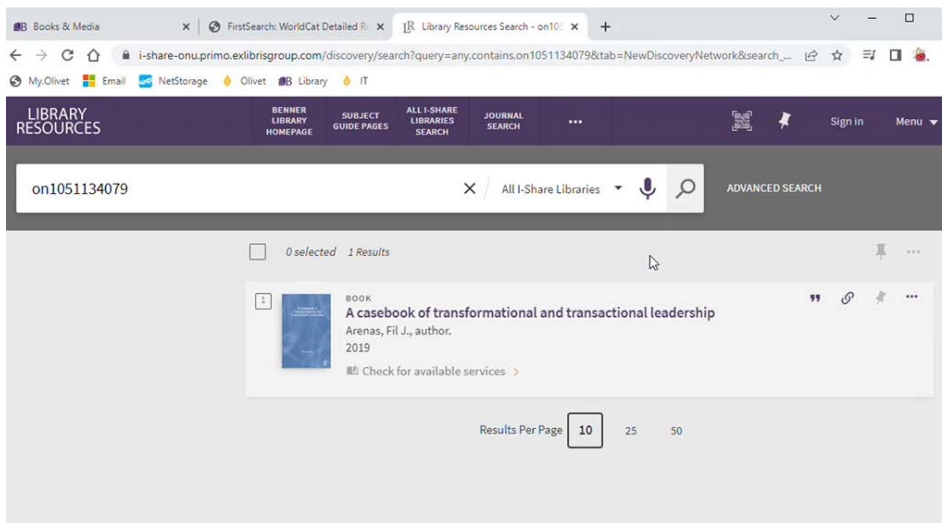 Books & Media
FirstSearch: WorldCat Detailed Re
Library Resources Search - on10
i-share-onu.primo.exlibrisgroup.com/discovery/search?query=any,contains,on1051134079&tab=NewDiscoveryNetwork&search_...
My.Olivet
Email
NetStorage
Olivet
Library
IT
LIBRARY
RESOURCES
BENNER
LIBRARY
HOMEPAGE
SUBJECT
GUIDE PAGES
ALL I-SHARE
LIBRARIES
SEARCH
JOURNAL
SEARCH
Sign in
Menu
on1051134079
All I-Share Libraries
ADVANCED SEARCH
0 selected 1 Results
1
BOOK
A casebook of transformational and transactional leadership
Arenas, Fil J., author.
2019
Check for available services
Results Per Page 10 25 50